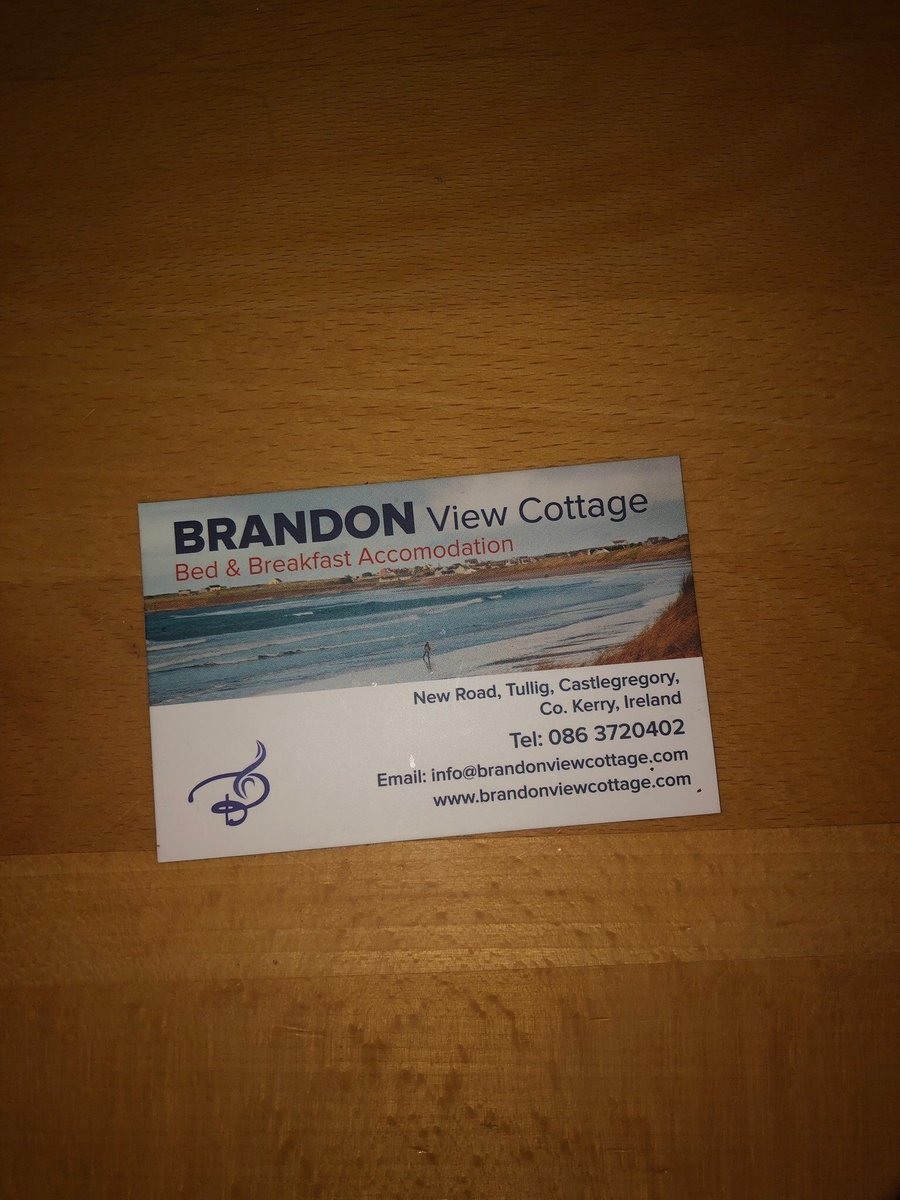 BRANDON View Cottage
Bed & Breakfast Accomodation
New Road, Tullig, Castlegregory,
Co. Kerry, Ireland
Tel: 086 3720402
Email: info@brandonviewcottage.com
www.brandonviewcottage.com